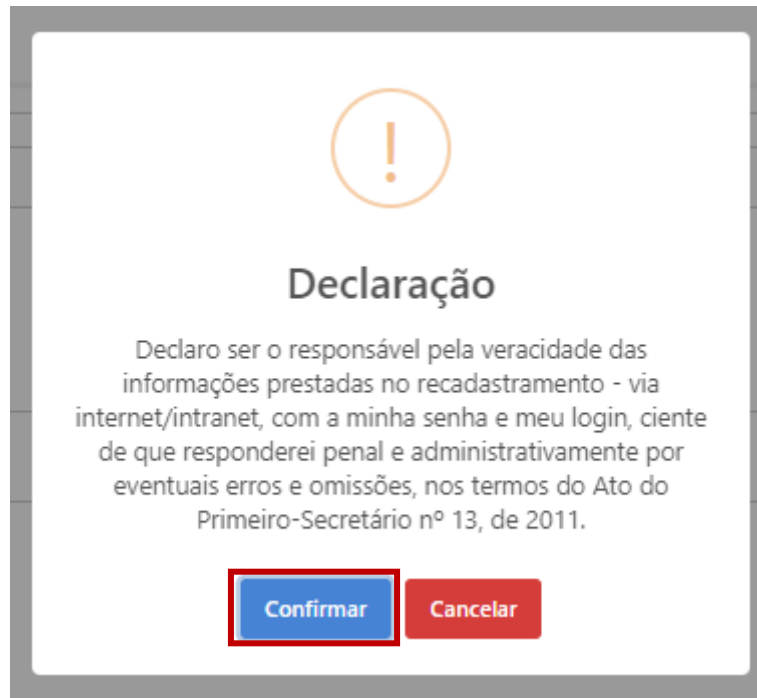 !
Declaração
Declaro ser o responsável pela veracidade das
informações prestadas no recadastramento - via
internet/intranet, com a minha senha e meu login, ciente
de que responderei penal e administrativamente por
eventuais erros e omissões, nos termos do Ato do
Primeiro-Secretário nº 13, de 2011.
Confirmar Cancelar